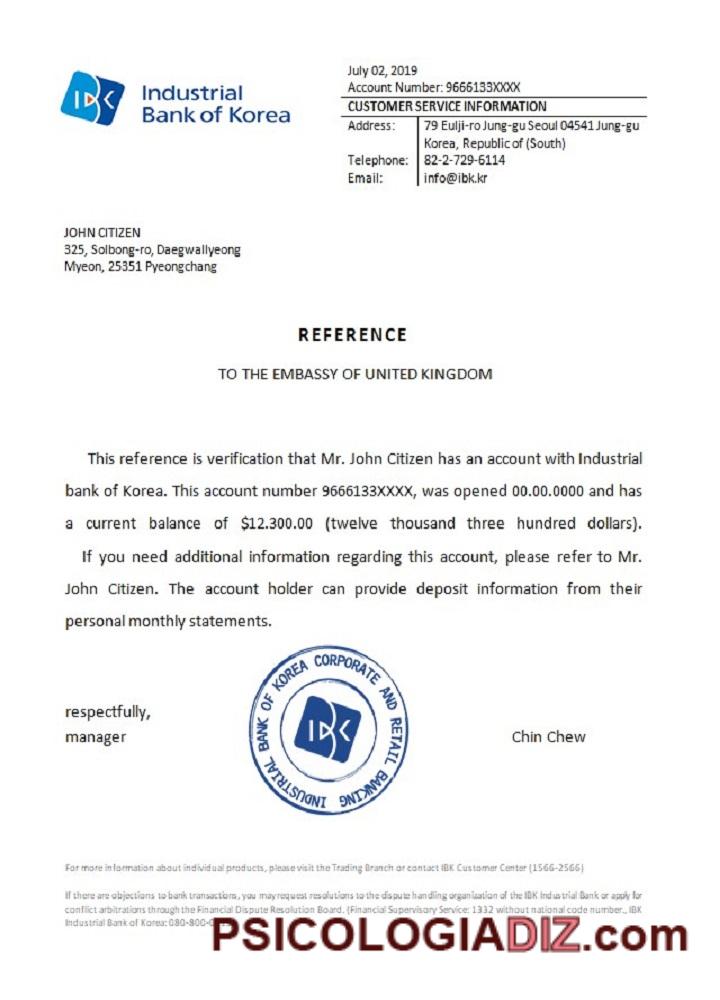 IBK
Industrial
Bank of Korea
July 02, 2019
Account Number: 9666133XXXX
CUSTOMER SERVICE INFORMATION
Address: 79 Eulji-ro Jung-gu Seoul 04541 Jung-gu
Korea, Republic of (South)
Telephone: 82-2-729-6114
Email: info@ibk.kr
JOHN CITIZEN
325, Solbong-ro, Daegwallyeong
Myeon, 25351 Pyeongchang
REFERENCE
TO THE EMBASSY OF UNITED KINGDOM
This reference is verification that Mr. John Citizen has an account with Industrial
bank of Korea. This account number 9666133XXXX, was opened 00.00.0000 and has
a current balance of $12.300.00 (twelve thousand three hundred dollars).
If you need additional information regarding this account, please refer to Mr.
John Citizen. The account holder can provide deposit information from their
personal monthly statements.
INDUSTRIAL BANK OF KOREA CORPORATE AND RETAIL BANKING
IBK
respectfully,
manager
Chin Chew
For more information about individual products, please visit the Trading Branch or contact IBK Customer Center (1566-2566)
If there are objections to bank transactions, you may request resolutions to the dispute handling organization of the IBK Industrial Bank or apply for
conflict arbitrations through the Financial Dispute Resolution Board. (Financial Supervisory Service: 1332 without national code number., IBK
Industrial Bank of Korea: 080-800-
PSICOLOGIADIZ.com